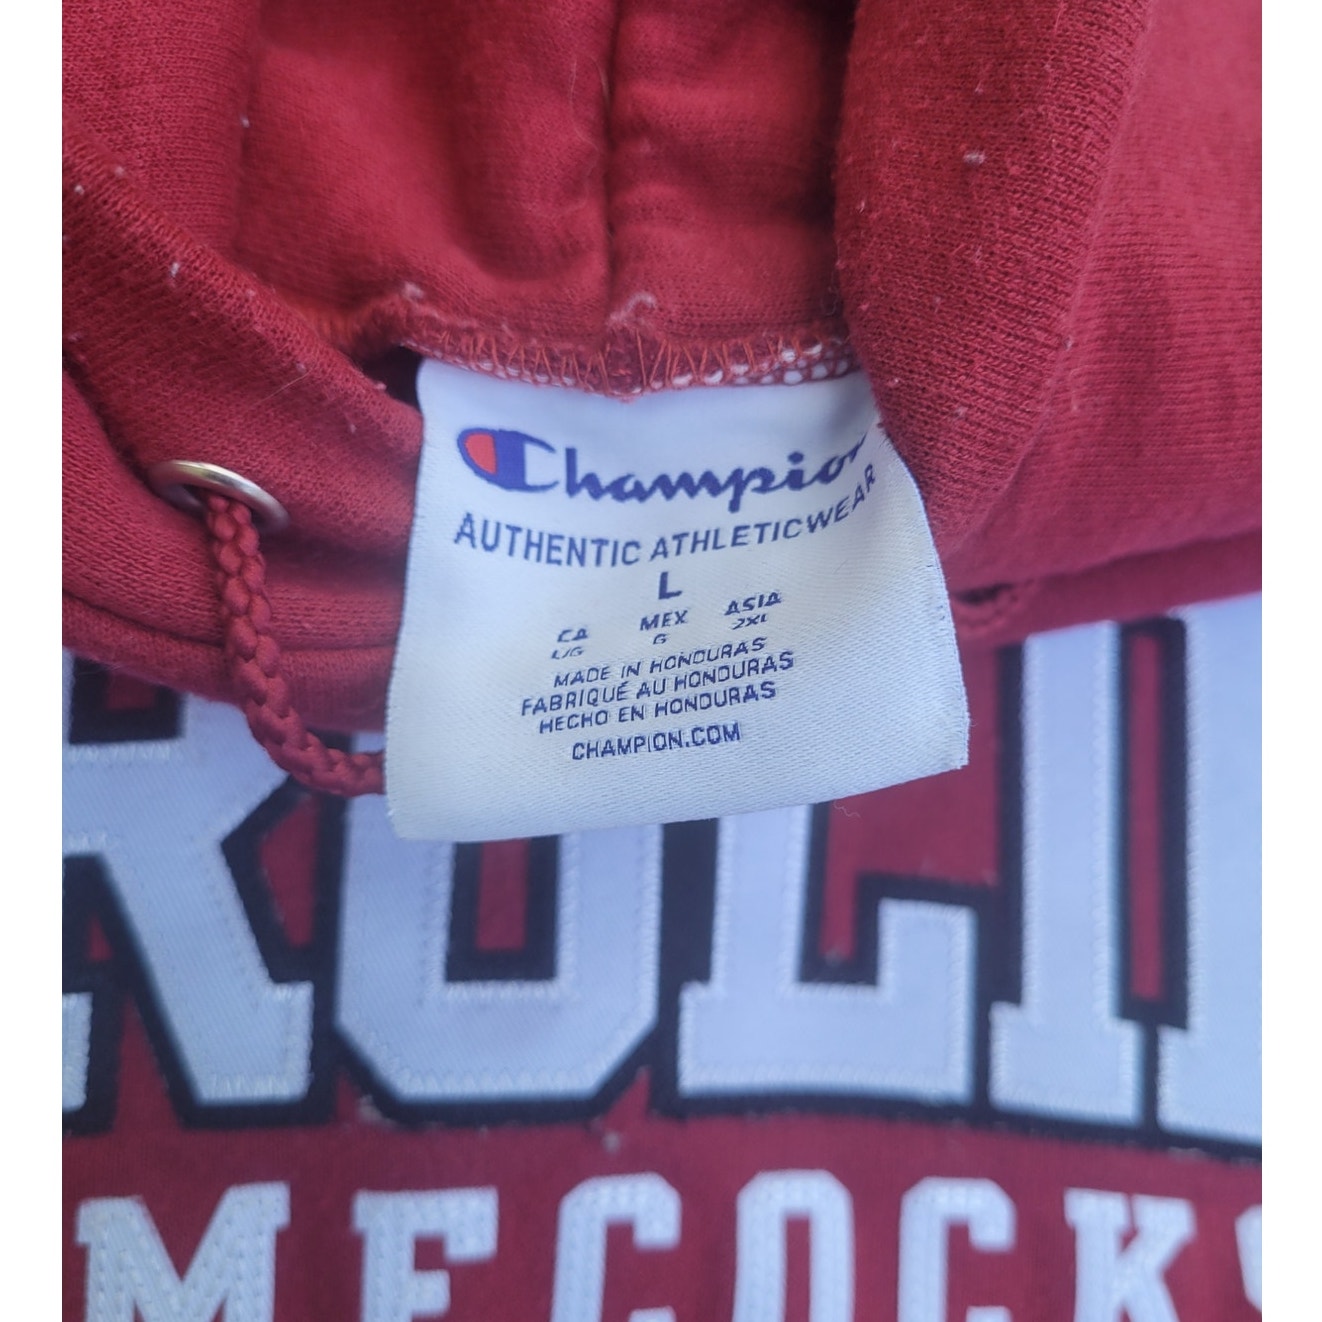 Champion
AUTHENTIC ATHLETICWEAR
L
CA MEX ASIA
L/G G 2XL
MADE IN HONDURAS
FABRIQUÉ AU HONDURAS
HECHO EN HONDURAS
CHAMPION.COM
ROLI
MECOCKS